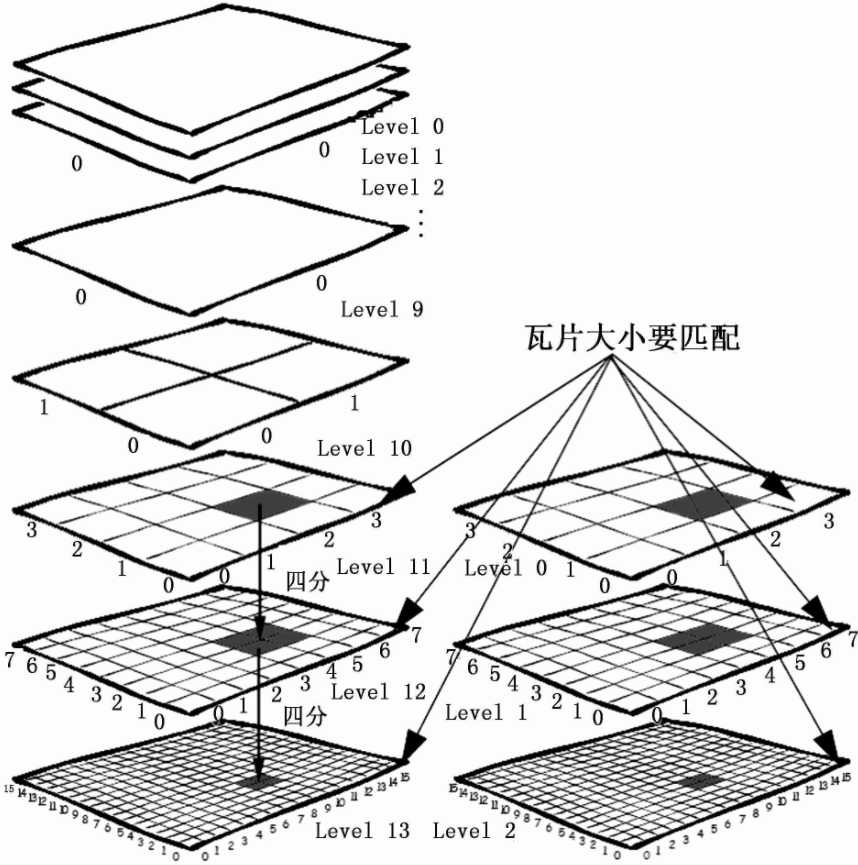 0 0 Level 0
Level 1
Level 2
⋮
0 0
Level 9
瓦片大小要匹配
1 0 0 1
Level 10
3 2 1 0 0 1 2 3
Level 11
3 2 1 0 0 1 2 3
Level 0
四分
7 6 5 4 3 2 1 0 0 1 2 3 4 5 6 7
Level 12
7 6 5 4 3 2 1 0 0 1 2 3 4 5 6 7
Level 1
四分
15 14 13 12 11 10 9 8 7 6 5 4 3 2 1 0 0 1 2 3 4 5 6 7 8 9 10 11 12 13 14 15
Level 13
15 14 13 12 11 10 9 8 7 6 5 4 3 2 1 0 0 1 2 3 4 5 6 7 8 9 10 11 12 13 14 15
Level 2